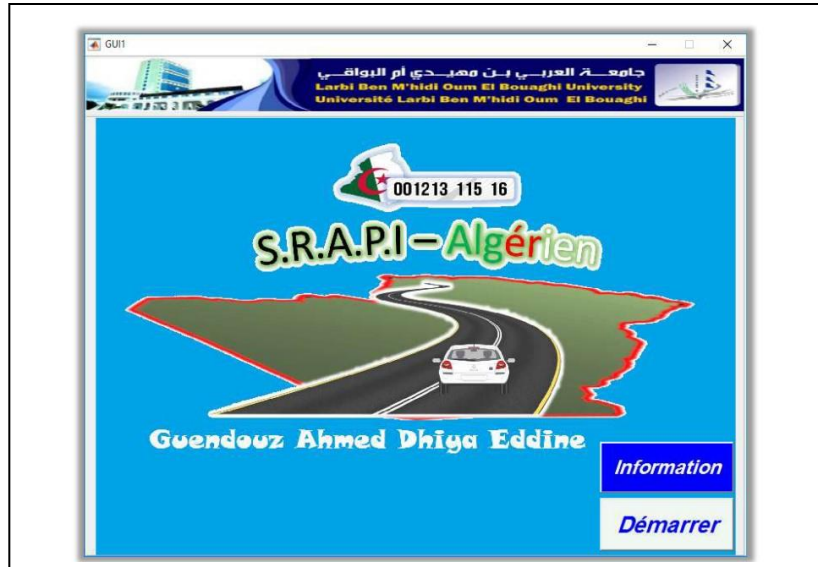 GUI1
جامعـــة العربـــي بـــن مهيـــدي أم البواقـــي
Larbi Ben M'hidi Oum El Bouaghi University
Université Larbi Ben M'hidi Oum El Bouaghi
001213 115 16
S.R.A.P.I – Algérien
Guendouz Ahmed Dhiya Eddine
Information
Démarrer